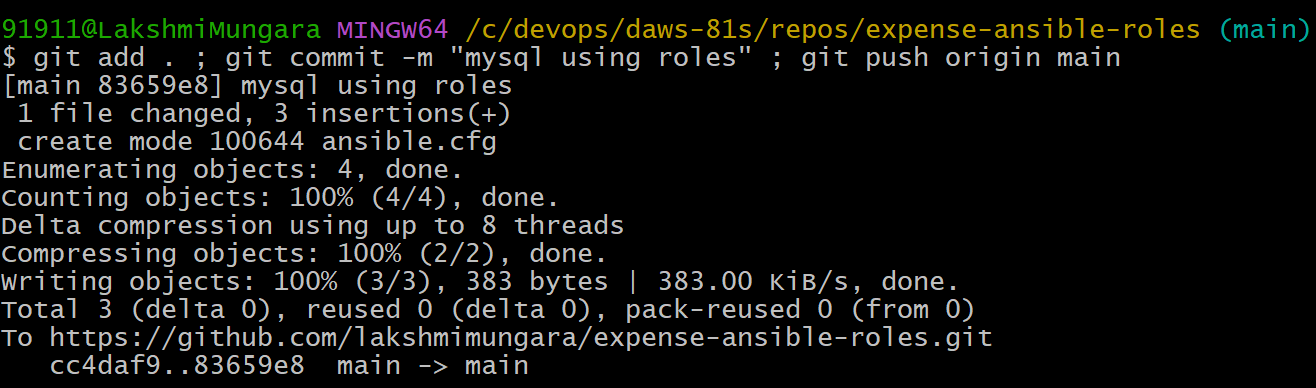 91911@LakshmiMungara MINGW64 /c/devops/daws-81s/repos/expense-ansible-roles (main)
$ git add . ; git commit -m "mysql using roles" ; git push origin main
[main 83659e8] mysql using roles
 1 file changed, 3 insertions(+)
 create mode 100644 ansible.cfg
Enumerating objects: 4, done.
Counting objects: 100% (4/4), done.
Delta compression using up to 8 threads
Compressing objects: 100% (2/2), done.
Writing objects: 100% (3/3), 383 bytes | 383.00 KiB/s, done.
Total 3 (delta 0), reused 0 (delta 0), pack-reused 0 (from 0)
To https://github.com/lakshmimungara/expense-ansible-roles.git
   cc4daf9..83659e8  main -> main